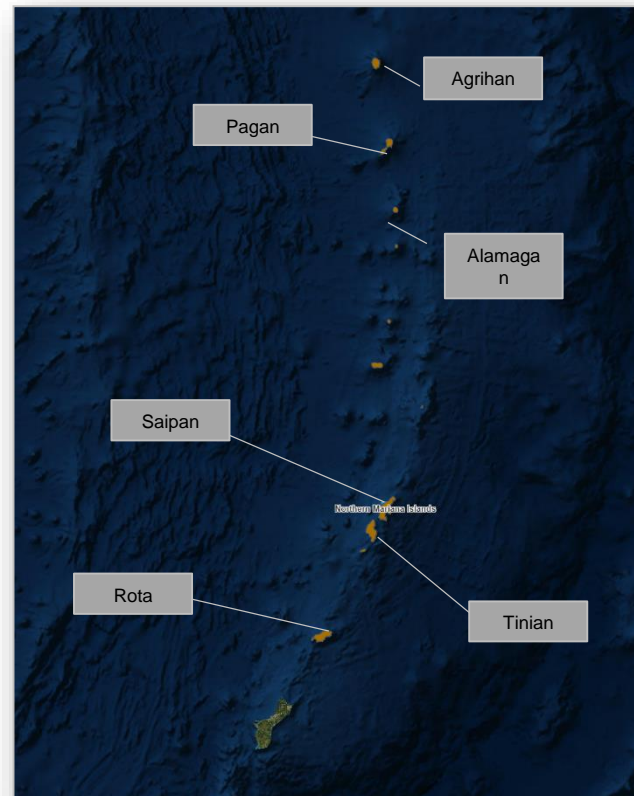 Agrihan
Pagan
Alamaga
n
Saipan
Northern Mariana Islands
Rota
Tinian